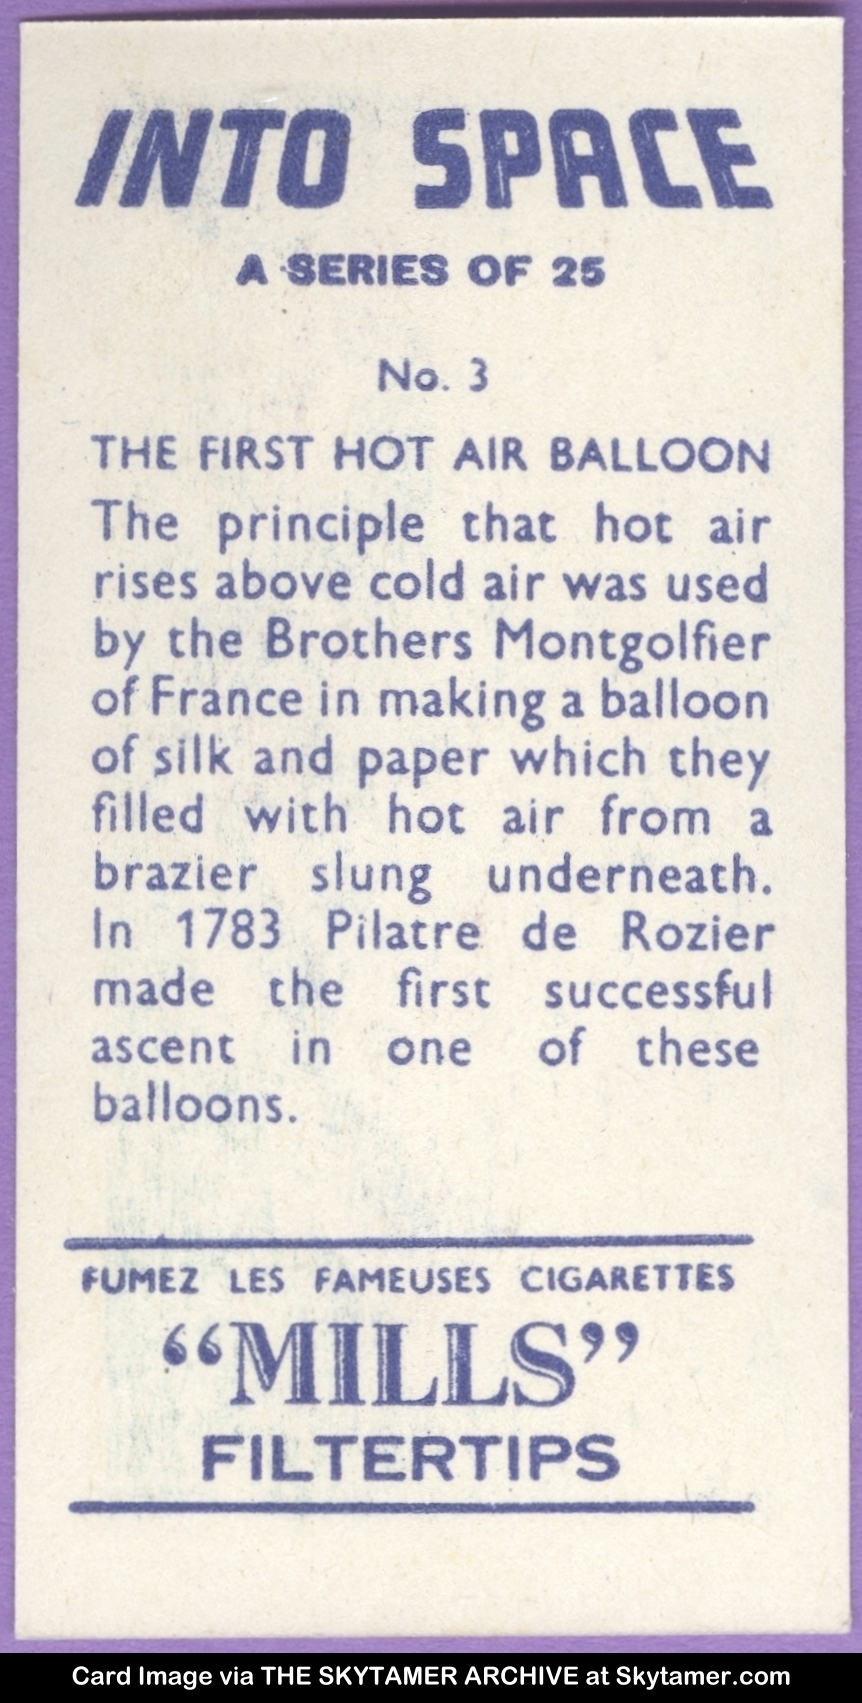 INTO SPACE
A SERIES OF 25
No. 3
THE FIRST HOT AIR BALLOON
The principle that hot air
rises above cold air was used
by the Brothers Montgolfier
of France in making a balloon
of silk and paper which they
filled with hot air from a
brazier slung underneath.
In 1783 Pilatre de Rozier
made the first successful
ascent in one of these
balloons.
FUMEZ LES FAMEUSES CIGARETTES
“MILLS”
FILTERTIPS
Card Image via THE SKYTAMER ARCHIVE at Skytamer.com